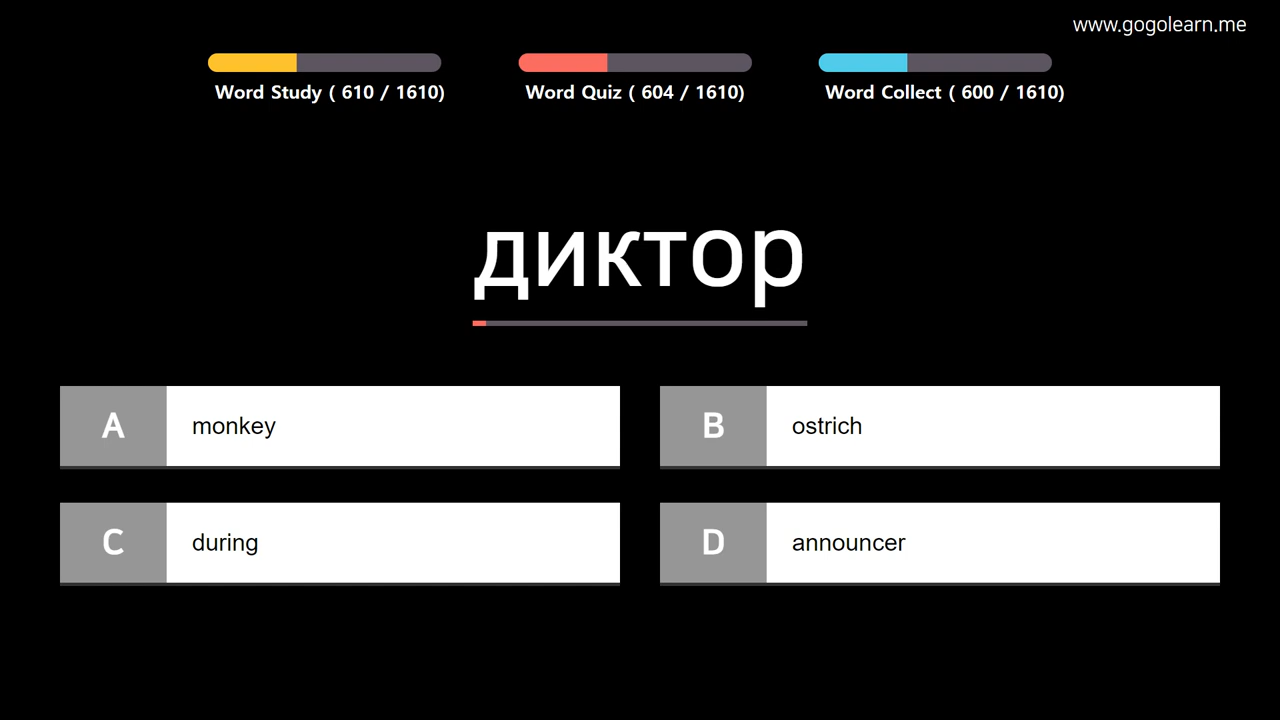 www.gogolearn.me
Word Study ( 610 / 1610)
Word Quiz ( 604 / 1610)
Word Collect ( 600 / 1610)
диктор
A monkey
B ostrich
C during
D announcer